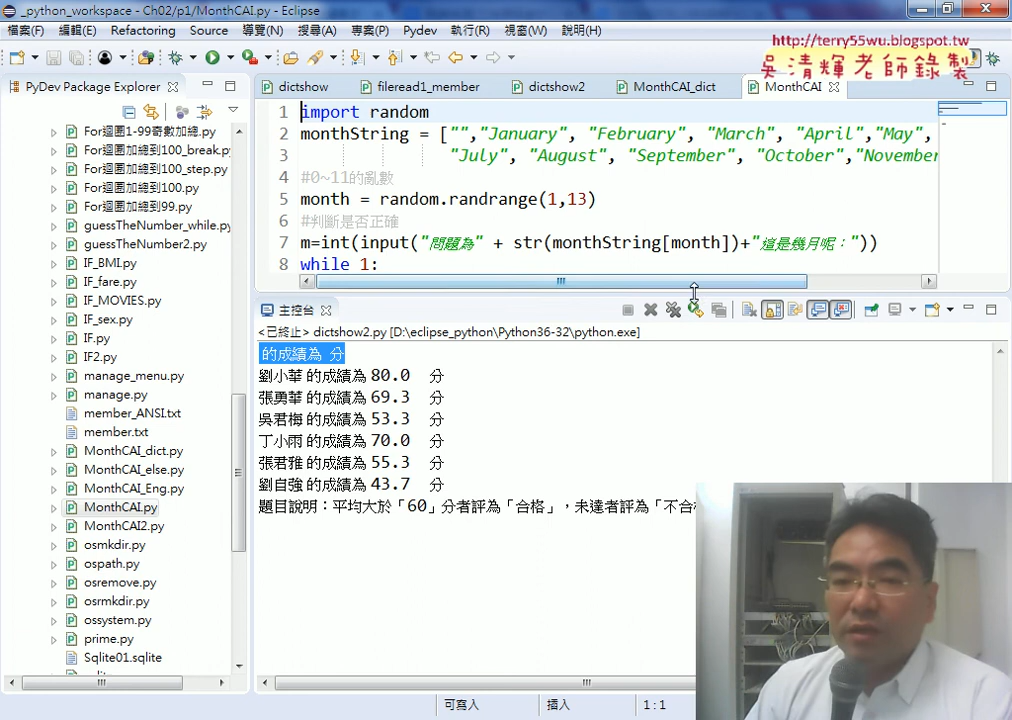 _python_workspace - Ch02/p1/MonthCAI.py - Eclipse
檔案(F) 編輯(E) Refactoring Source 導覽(N) 搜尋(A) 專案(P) Pydev 執行(R) 視窗(W) 說明(H)
http://terry55wu.blogspot.tw
吳清輝老師錄製
PyDev Package Explorer
dictshow
fileread1_member
dictshow2
MonthCAI_dict
MonthCAI
For迴圈1-99奇數加總.py
For迴圈加總到100_break.p
For迴圈加總到100_step.py
For迴圈加總到100.py
For迴圈加總到99.py
guessTheNumber_while.py
guessTheNumber2.py
IF_BMI.py
IF_fare.py
IF_MOVIES.py
IF_sex.py
IF.py
IF2.py
manage_menu.py
manage.py
member_ANSI.txt
member.txt
MonthCAI_dict.py
MonthCAI_else.py
MonthCAI_Eng.py
MonthCAI.py
MonthCAI2.py
osmkdir.py
ospath.py
osremove.py
osrmkdir.py
ossystem.py
prime.py
Sqlite01.sqlite
1 import random
2 monthString = ["","January", "February", "March", "April","May",
3 "July", "August", "September", "October","November
4 #0~11的亂數
5 month = random.randrange(1,13)
6 #判斷是否正確
7 m=int(input("問題為" + str(monthString[month])+"這是幾月呢："))
8 while 1:
主控台
<已終止> dictshow2.py [D:\eclipse_python\Python36-32\python.exe]
的成績為 分
劉小華 的成績為 80.0 分
張勇華 的成績為 69.3 分
吳君梅 的成績為 53.3 分
丁小雨 的成績為 70.0 分
張君雅 的成績為 55.3 分
劉自強 的成績為 43.7 分
題目說明：平均大於「60」分者評為「合格」，未達者評為「不合
可寫入 插入 1:1